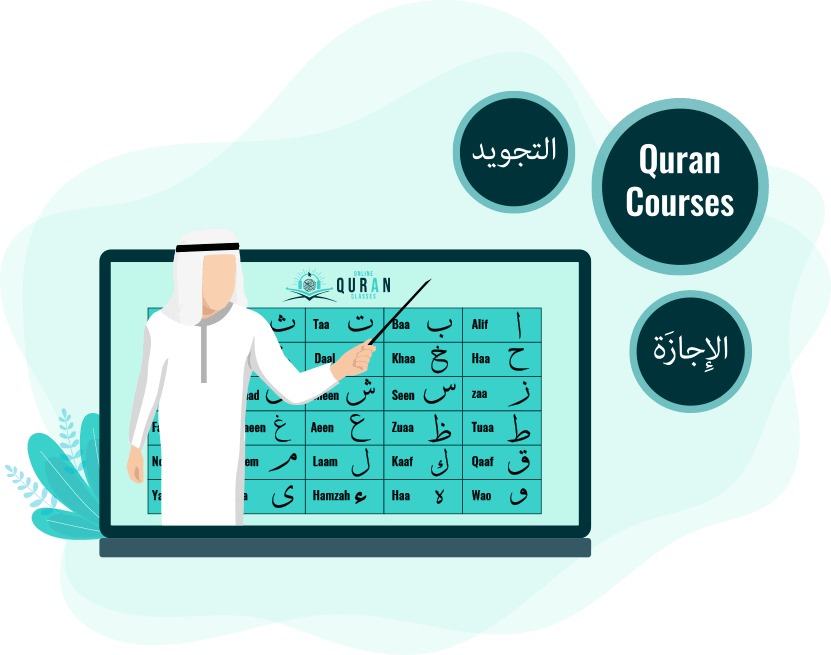 التجويد
Quran
Courses
الإِجازَة
ONLINE
QURAN
CLASSES
ث Taa ت Baa ب Alif ا
Daal Khaa خ Haa ح
ش Seen س zaa ز
غ Aeen ع Zuaa ظ Tuaa ط
م Laam ل Kaaf ك Qaaf ق
ى Hamzah ء Haa ه Wao و